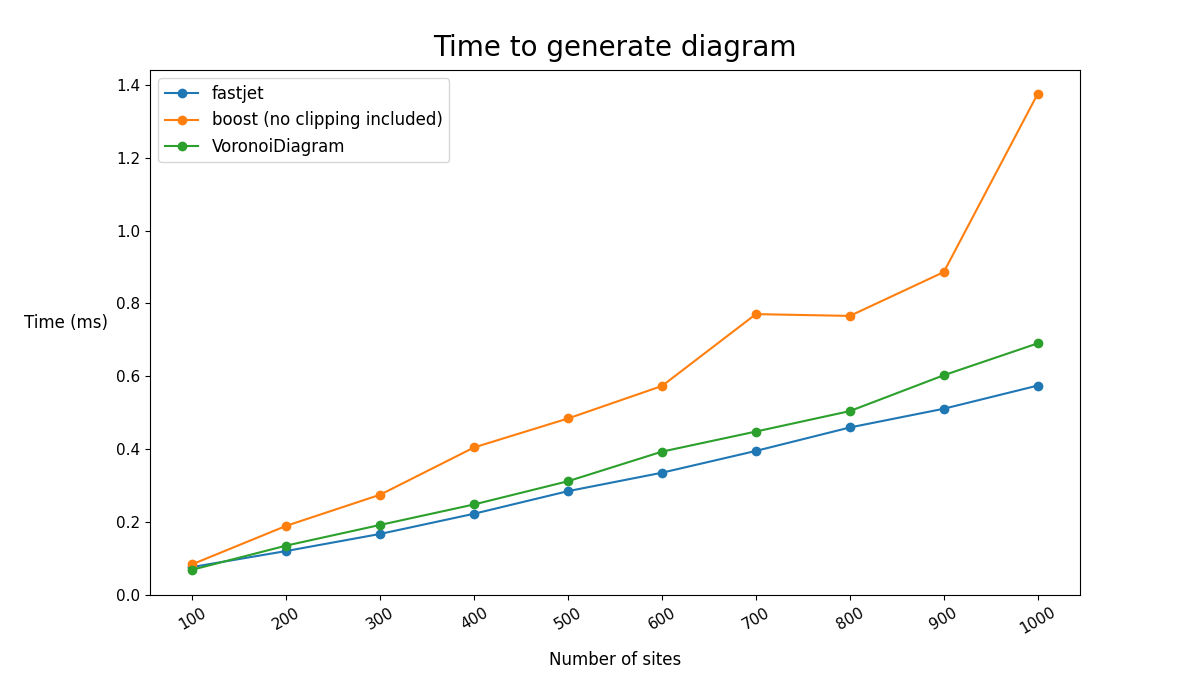 Time to generate diagram
fastjet
boost (no clipping included)
VoronoiDiagram
1.4
1.2
1.0
0.8
Time (ms)
0.6
0.4
0.2
0.0
100 200 300 400 500 600 700 800 900 1000
Number of sites